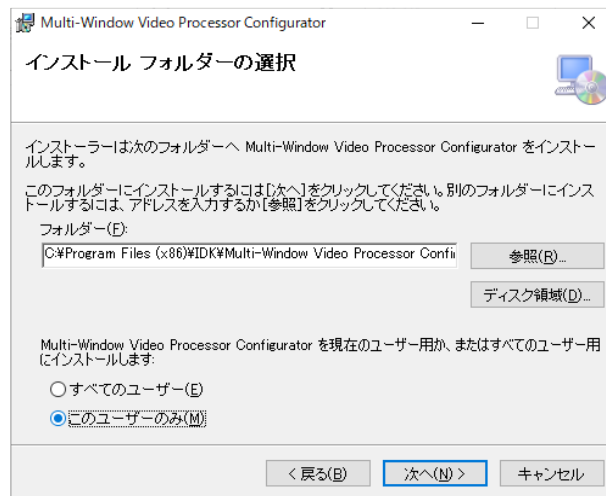 Multi-Window Video Processor Configurator
インストール フォルダーの選択
インストーラーは次のフォルダーへ Multi-Window Video Processor Configurator をインストー
ルします。
このフォルダーにインストールするには[次へ]をクリックしてください。別のフォルダーにインス
トールするには、アドレスを入力するか[参照]をクリックしてください。
フォルダー(F):
C:¥Program Files (x86)¥IDK¥Multi-Window Video Processor Confi
参照(R)...
ディスク領域(D)...
Multi-Window Video Processor Configurator を現在のユーザー用か、またはすべてのユーザー用
にインストールします:
すべてのユーザー(E)
このユーザーのみ(M)
< 戻る(B)
次へ(N) >
キャンセル